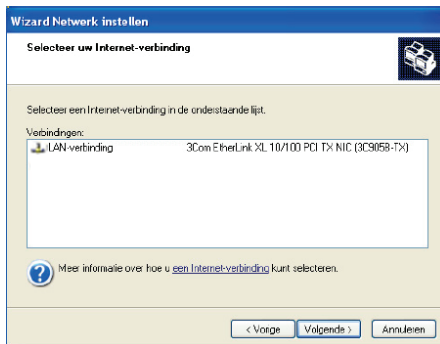 Wizard Netwerk instellen
Selecteer uw Internet-verbinding
Selecteer een Internet-verbinding in de onderstaande lijst.
Verbindingen:
LAN-verbinding 3Com EtherLink XL 10/100 PCI TX NIC (3C905B-TX)
Meer informatie over hoe u een Internet-verbinding kunt selecteren.
< Vorige Volgende > Annuleren